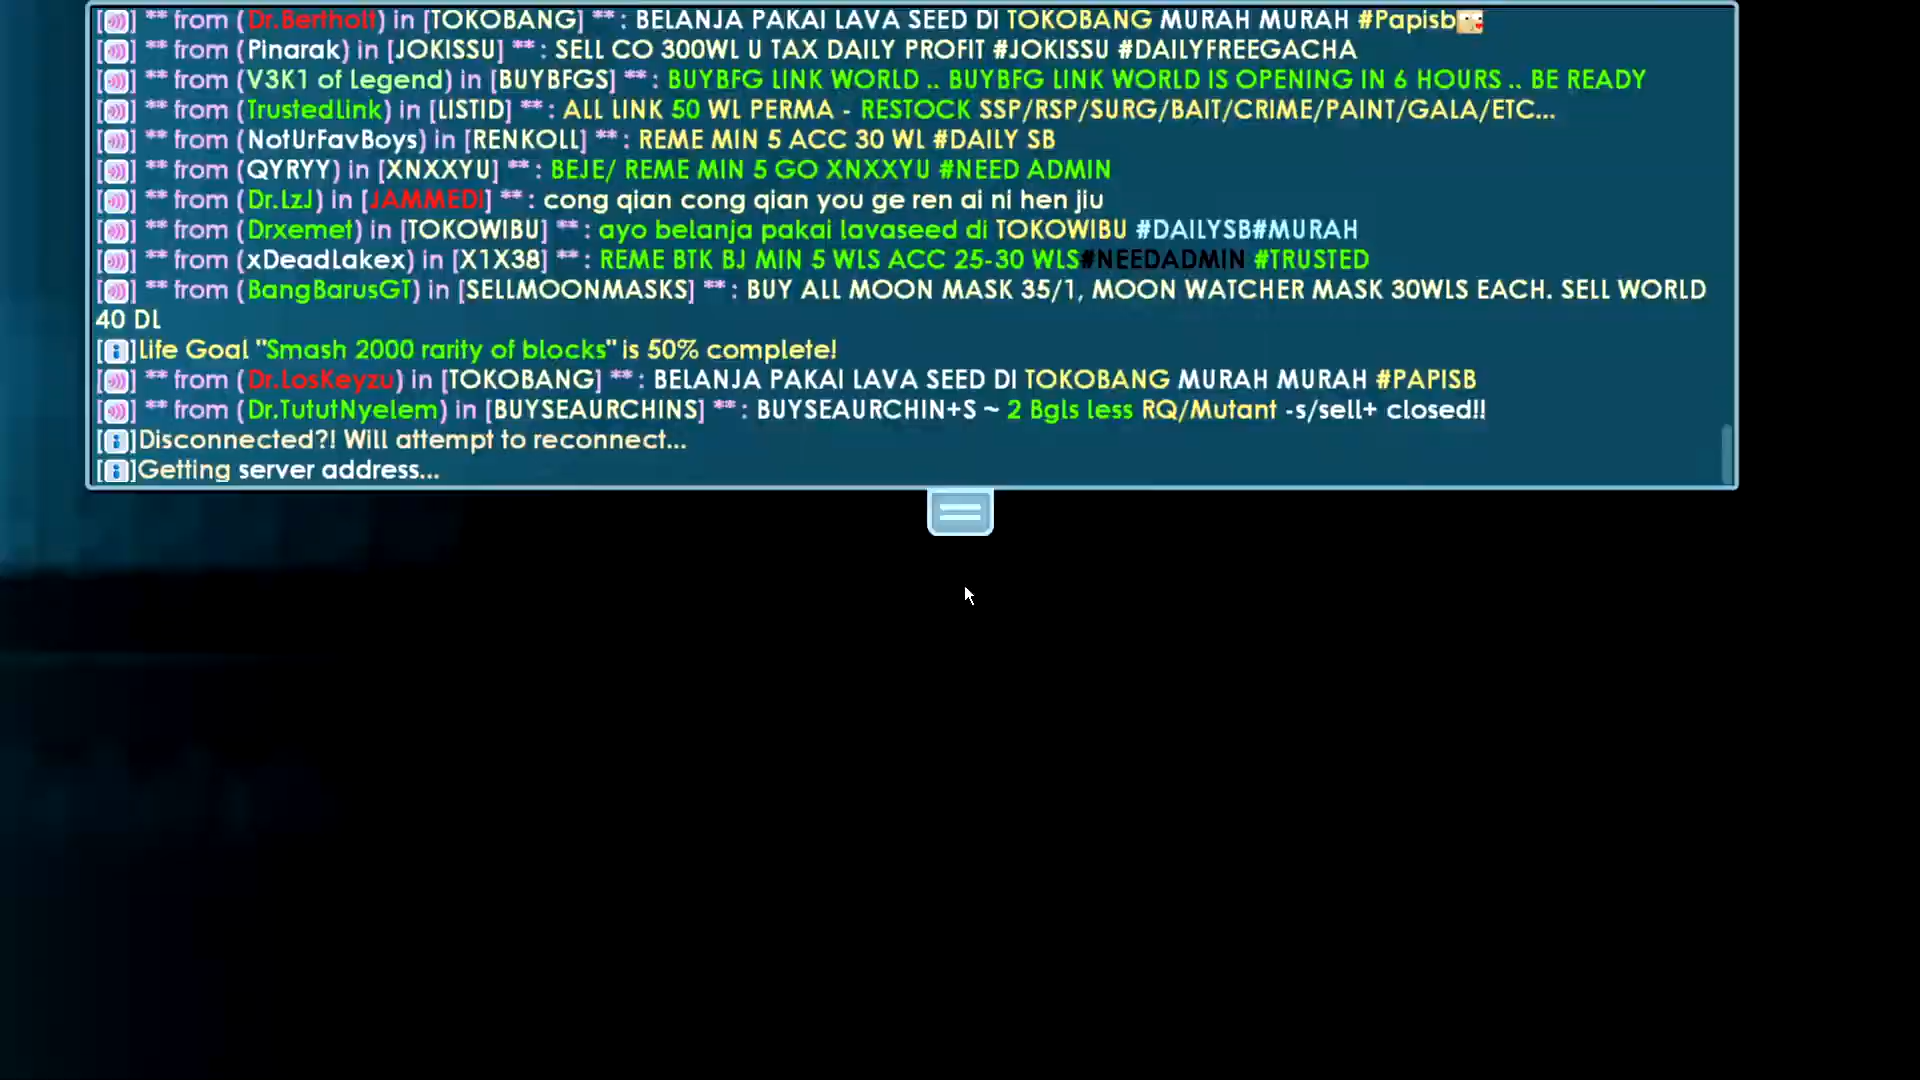 ** from (Dr.Bertholt) in [TOKOBANG] ** : BELANJA PAKAI LAVA SEED DI TOKOBANG MURAH MURAH #Papisb
** from (Pinarak) in [JOKISSU] ** : SELL CO 300WL U TAX DAILY PROFIT #JOKISSU #DAILYFREEGACHA
** from (V3K1 of Legend) in [BUYBFGS] ** : BUYBFG LINK WORLD .. BUYBFG LINK WORLD IS OPENING IN 6 HOURS .. BE READY
** from (TrustedLink) in [LISTID] ** : ALL LINK 50 WL PERMA - RESTOCK SSP/RSP/SURG/BAIT/CRIME/PAINT/GALA/ETC...
** from (NotUrFavBoys) in [RENKOLL] ** : REME MIN 5 ACC 30 WL #DAILY SB
** from (QYRYY) in [XNXXYU] ** : BEJE/ REME MIN 5 GO XNXXYU #NEED ADMIN
** from (Dr.LzJ) in [JAMMED] ** : cong qian cong qian you ge ren ai ni hen jiu
** from (Drxemet) in [TOKOWIBU] ** : ayo belanja pakai lavaseed di TOKOWIBU #DAILYSB#MURAH
** from (xDeadLakex) in [X1X38] ** : REME BTK BJ MIN 5 WLS ACC 25-30 WLS#NEEDADMIN #TRUSTED
** from (BangBarusGT) in [SELLMOONMASKS] ** : BUY ALL MOON MASK 35/1, MOON WATCHER MASK 30WLS EACH. SELL WORLD
40 DL
[i]Life Goal "Smash 2000 rarity of blocks" is 50% complete!
** from (Dr.LosKeyzu) in [TOKOBANG] ** : BELANJA PAKAI LAVA SEED DI TOKOBANG MURAH MURAH #PAPISB
** from (Dr.TututNyelem) in [BUYSEAURCHINS] ** : BUYSEAURCHIN+S ~ 2 Bgls less RQ/Mutant -s/sell+ closed!!
[i]Disconnected?! Will attempt to reconnect...
[i]Getting server address...